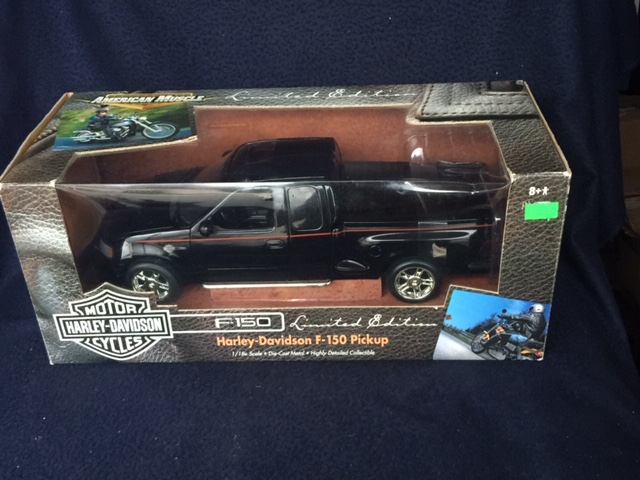 AMERICAN MUSCLE
Limited Edition
8+
MOTOR
HARLEY-DAVIDSON
CYCLES
F-150
Limited Edition
Harley-Davidson F-150 Pickup
1/18e Scale • Die-Cast Metal • Highly Detailed Collectible